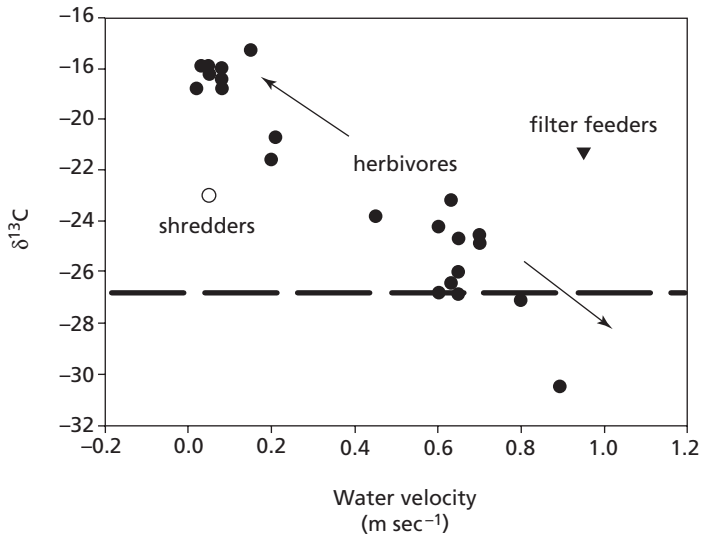 −16
−16
−20
−22
−24
−26
−28
−30
−32
δ¹³C
filter feeders
herbivores
shredders
−0.2
0.0
0.2
0.4
0.6
0.8
1.0
1.2
Water velocity
(m sec⁻¹)